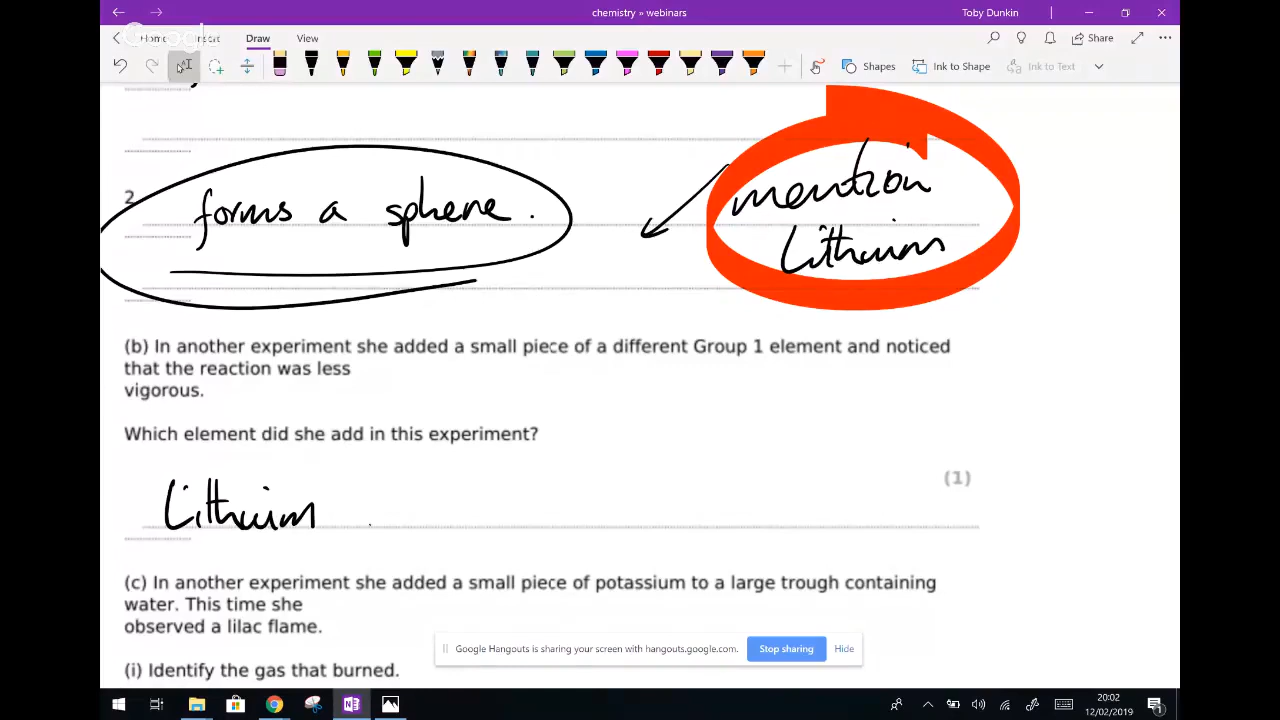 chemistry » webinars
Toby Dunkin
Google
Home
Insert
Draw
View
Share
Shapes
Ink to Shape
Ink to Text
2
forms a sphere.
mention
Lithium
(b) In another experiment she added a small piece of a different Group 1 element and noticed
that the reaction was less
vigorous.
Which element did she add in this experiment?
(1)
Lithium
(c) In another experiment she added a small piece of potassium to a large trough containing
water. This time she
observed a lilac flame.
(i) Identify the gas that burned.
Google Hangouts is sharing your screen with hangouts.google.com.
Stop sharing
Hide
20:02
12/02/2019